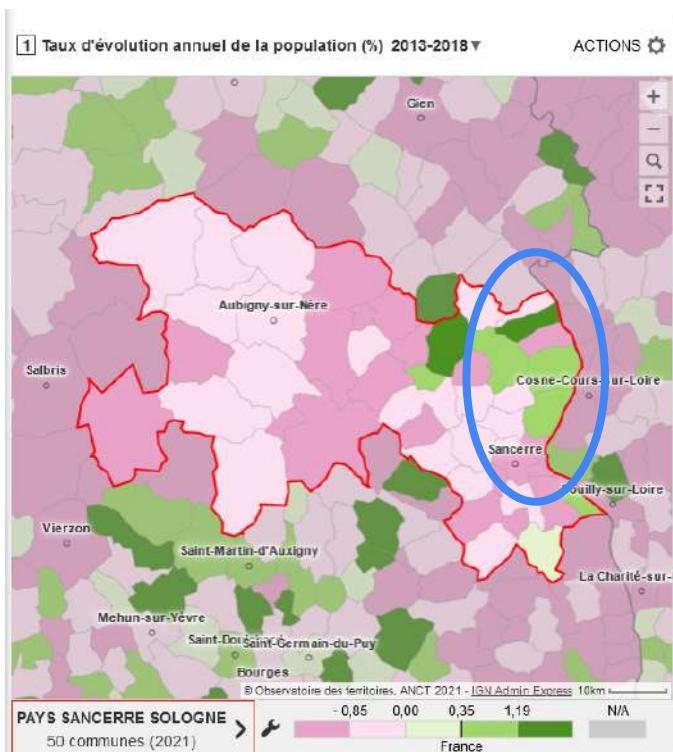 1 Taux d'évolution annuel de la population (%) 2013-2018 ▾
ACTIONS
Gien
+
−
Aubigny-sur-Nère
Salbris
Cosne-Cours-sur-Loire
Sancerre
Pouilly-sur-Loire
Vierzon
Saint-Martin-d'Auxigny
La Charité-sur-
Mehun-sur-Yèvre
Saint-Germain-du-Puy
Bourges
© Observatoire des territoires, ANCT 2021 - IGN Admin Express 10km
PAYS SANCERRE SOLOGNE
50 communes (2021)
- 0,85 0,00 0,35 1,19 N/A
France